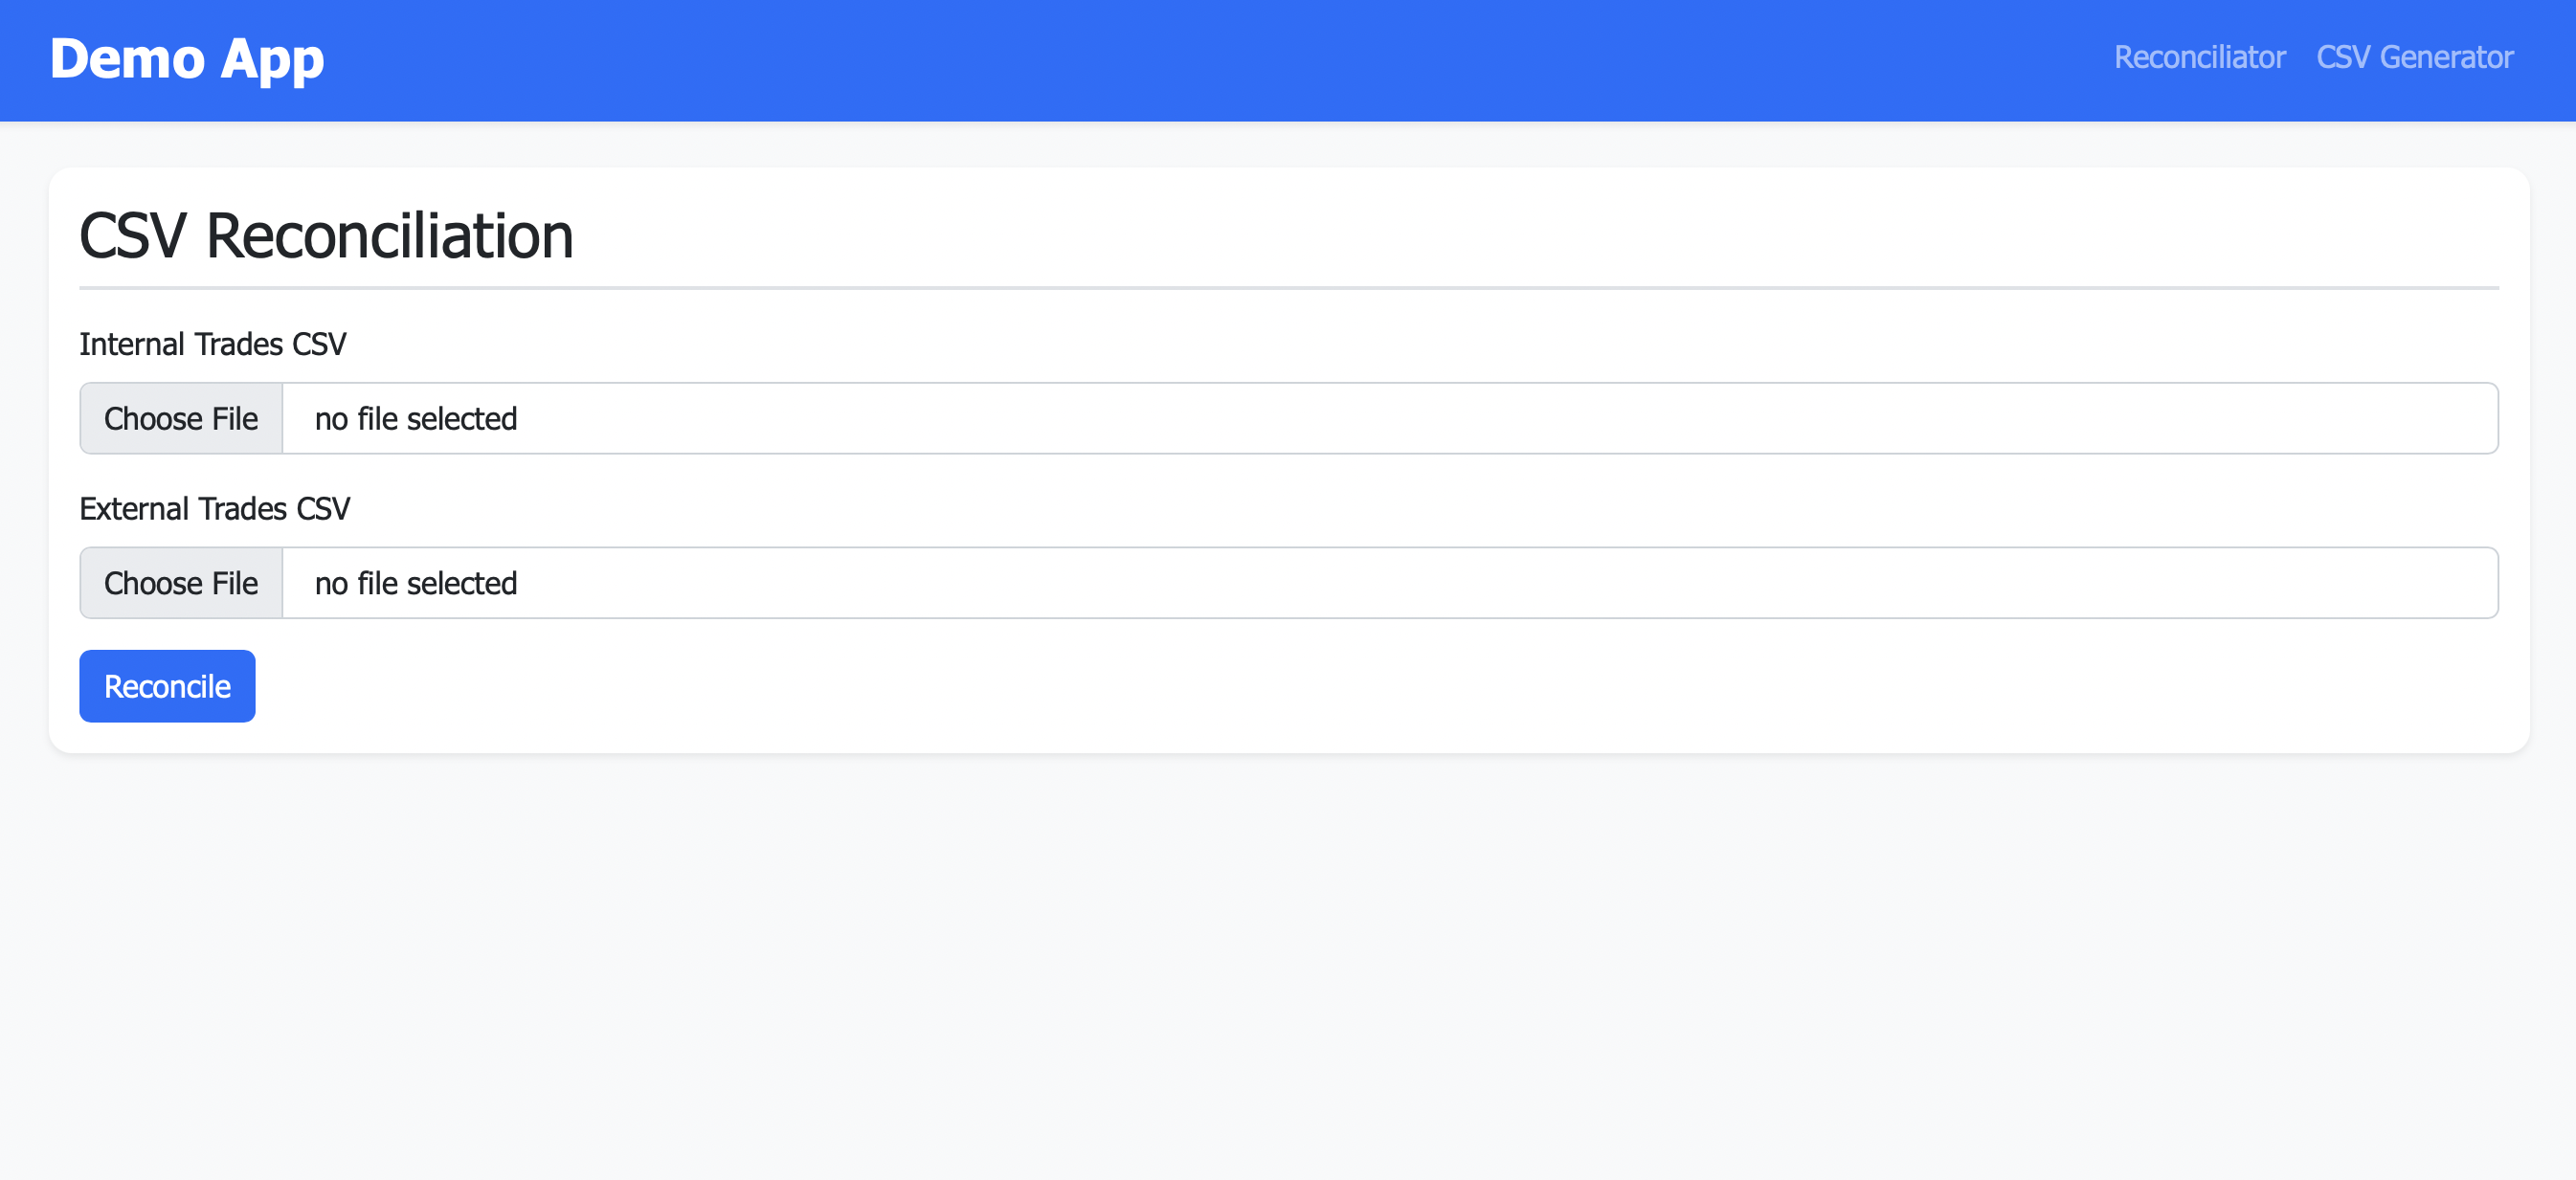 Demo App
Reconciliator CSV Generator
CSV Reconciliation
Internal Trades CSV
Choose File no file selected
External Trades CSV
Choose File no file selected
Reconcile